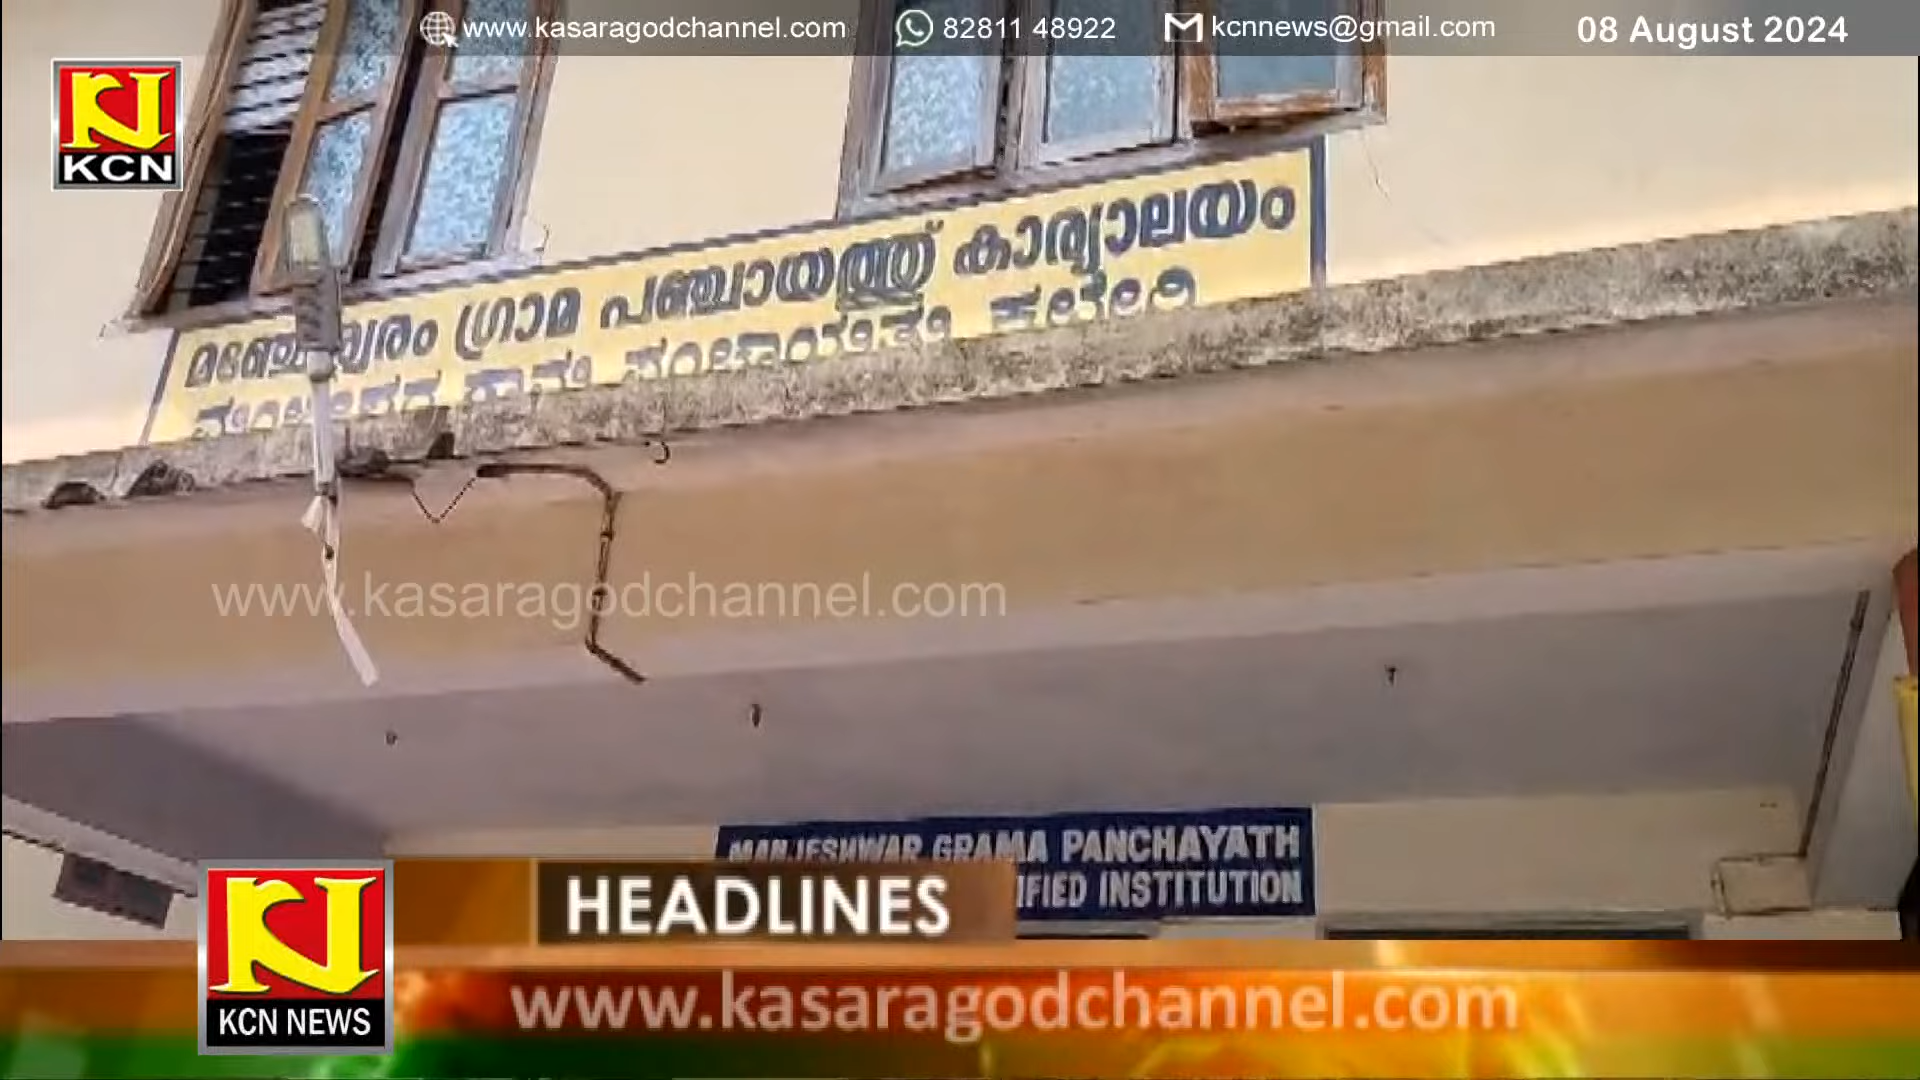 www.kasaragodchannel.com 82811 48922 kcnnews@gmail.com 08 August 2024
KCN
മഞ്ചേശ്വരം ഗ്രാമ പഞ്ചായത്ത് കാര്യാലയം
www.kasaragodchannel.com
MANJESHWAR GRAMA PANCHAYATH
INSTITUTION
HEADLINES
KCN NEWS
www.kasaragodchannel.com